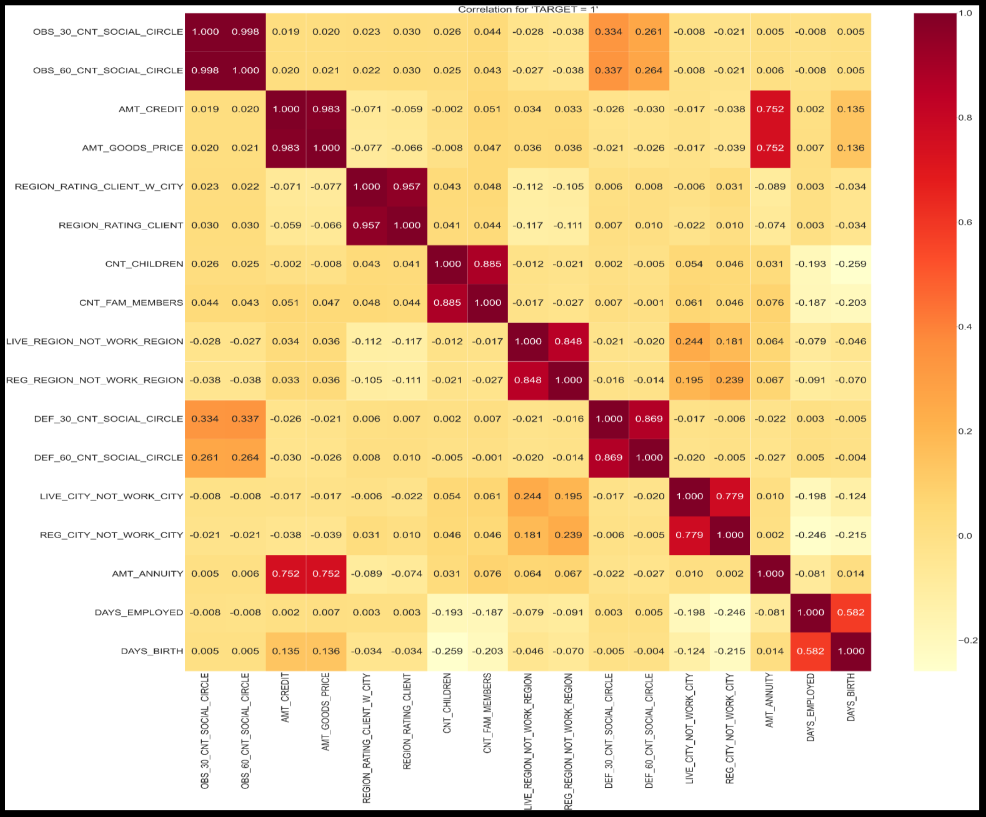 Correlation for 'TARGET = 1'
OBS_30_CNT_SOCIAL_CIRCLE 1.000 0.998 0.019 0.020 0.023 0.030 0.026 0.044 -0.028 -0.038 0.334 0.261 -0.008 -0.021 0.005 -0.008 0.005
OBS_60_CNT_SOCIAL_CIRCLE 0.998 1.000 0.020 0.021 0.022 0.030 0.025 0.043 -0.027 -0.038 0.337 0.264 -0.008 -0.021 0.006 -0.008 0.005
AMT_CREDIT 0.019 0.020 1.000 0.983 -0.071 -0.059 -0.002 0.051 0.034 0.033 -0.026 -0.030 -0.017 -0.038 0.752 0.002 0.135
AMT_GOODS_PRICE 0.020 0.021 0.983 1.000 -0.077 -0.066 -0.008 0.047 0.036 0.036 -0.021 -0.026 -0.017 -0.039 0.752 0.007 0.136
REGION_RATING_CLIENT_W_CITY 0.023 0.022 -0.071 -0.077 1.000 0.957 0.043 0.048 -0.112 -0.105 0.006 0.008 -0.006 0.031 -0.089 0.003 -0.034
REGION_RATING_CLIENT 0.030 0.030 -0.059 -0.066 0.957 1.000 0.041 0.044 -0.117 -0.111 0.007 0.010 -0.022 0.010 -0.074 0.003 -0.034
CNT_CHILDREN 0.026 0.025 -0.002 -0.008 0.043 0.041 1.000 0.885 -0.012 -0.021 0.002 -0.005 0.054 0.046 0.031 -0.193 -0.259
CNT_FAM_MEMBERS 0.044 0.043 0.051 0.047 0.048 0.044 0.885 1.000 -0.017 -0.027 0.007 -0.001 0.061 0.046 0.076 -0.187 -0.203
LIVE_REGION_NOT_WORK_REGION -0.028 -0.027 0.034 0.036 -0.112 -0.117 -0.012 -0.017 1.000 0.848 -0.021 -0.020 0.244 0.181 0.064 -0.079 -0.046
REG_REGION_NOT_WORK_REGION -0.038 -0.038 0.033 0.036 -0.105 -0.111 -0.021 -0.027 0.848 1.000 -0.016 -0.014 0.195 0.239 0.067 -0.091 -0.070
DEF_30_CNT_SOCIAL_CIRCLE 0.334 0.337 -0.026 -0.021 0.006 0.007 0.002 0.007 -0.021 -0.016 1.000 0.869 -0.017 -0.006 -0.022 0.003 -0.005
DEF_60_CNT_SOCIAL_CIRCLE 0.261 0.264 -0.030 -0.026 0.008 0.010 -0.005 -0.001 -0.020 -0.014 0.869 1.000 -0.020 -0.005 -0.027 0.005 -0.004
LIVE_CITY_NOT_WORK_CITY -0.008 -0.008 -0.017 -0.017 -0.006 -0.022 0.054 0.061 0.244 0.195 -0.017 -0.020 1.000 0.779 0.010 -0.198 -0.124
REG_CITY_NOT_WORK_CITY -0.021 -0.021 -0.038 -0.039 0.031 0.010 0.046 0.046 0.181 0.239 -0.006 -0.005 0.779 1.000 0.002 -0.246 -0.215
AMT_ANNUITY 0.005 0.006 0.752 0.752 -0.089 -0.074 0.031 0.076 0.064 0.067 -0.022 -0.027 0.010 0.002 1.000 -0.081 0.014
DAYS_EMPLOYED -0.008 -0.008 0.002 0.007 0.003 0.003 -0.193 -0.187 -0.079 -0.091 0.003 0.005 -0.198 -0.246 -0.081 1.000 0.582
DAYS_BIRTH 0.005 0.005 0.135 0.136 -0.034 -0.034 -0.259 -0.203 -0.046 -0.070 -0.005 -0.004 -0.124 -0.215 0.014 0.582 1.000
OBS_30_CNT_SOCIAL_CIRCLE
OBS_60_CNT_SOCIAL_CIRCLE
AMT_CREDIT
AMT_GOODS_PRICE
REGION_RATING_CLIENT_W_CITY
REGION_RATING_CLIENT
CNT_CHILDREN
CNT_FAM_MEMBERS
LIVE_REGION_NOT_WORK_REGION
REG_REGION_NOT_WORK_REGION
DEF_30_CNT_SOCIAL_CIRCLE
DEF_60_CNT_SOCIAL_CIRCLE
LIVE_CITY_NOT_WORK_CITY
REG_CITY_NOT_WORK_CITY
AMT_ANNUITY
DAYS_EMPLOYED
DAYS_BIRTH
1.0
0.8
0.6
0.4
0.2
0.0
-0.2